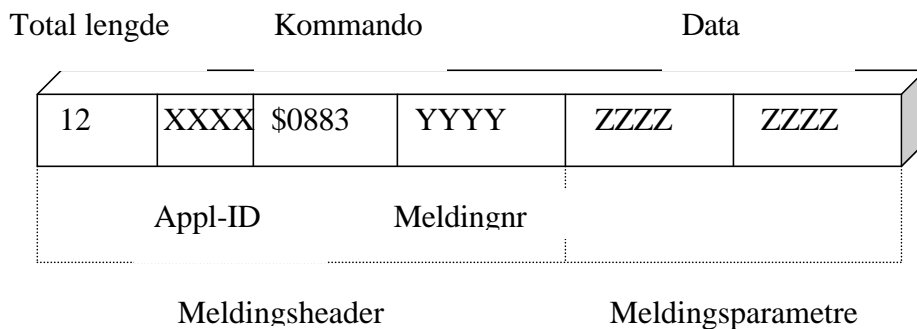 Total lengde Kommando Data
12 XXXX $0883 YYYY ZZZZ ZZZZ
Appl-ID Meldingnr
Meldingsheader Meldingsparametre